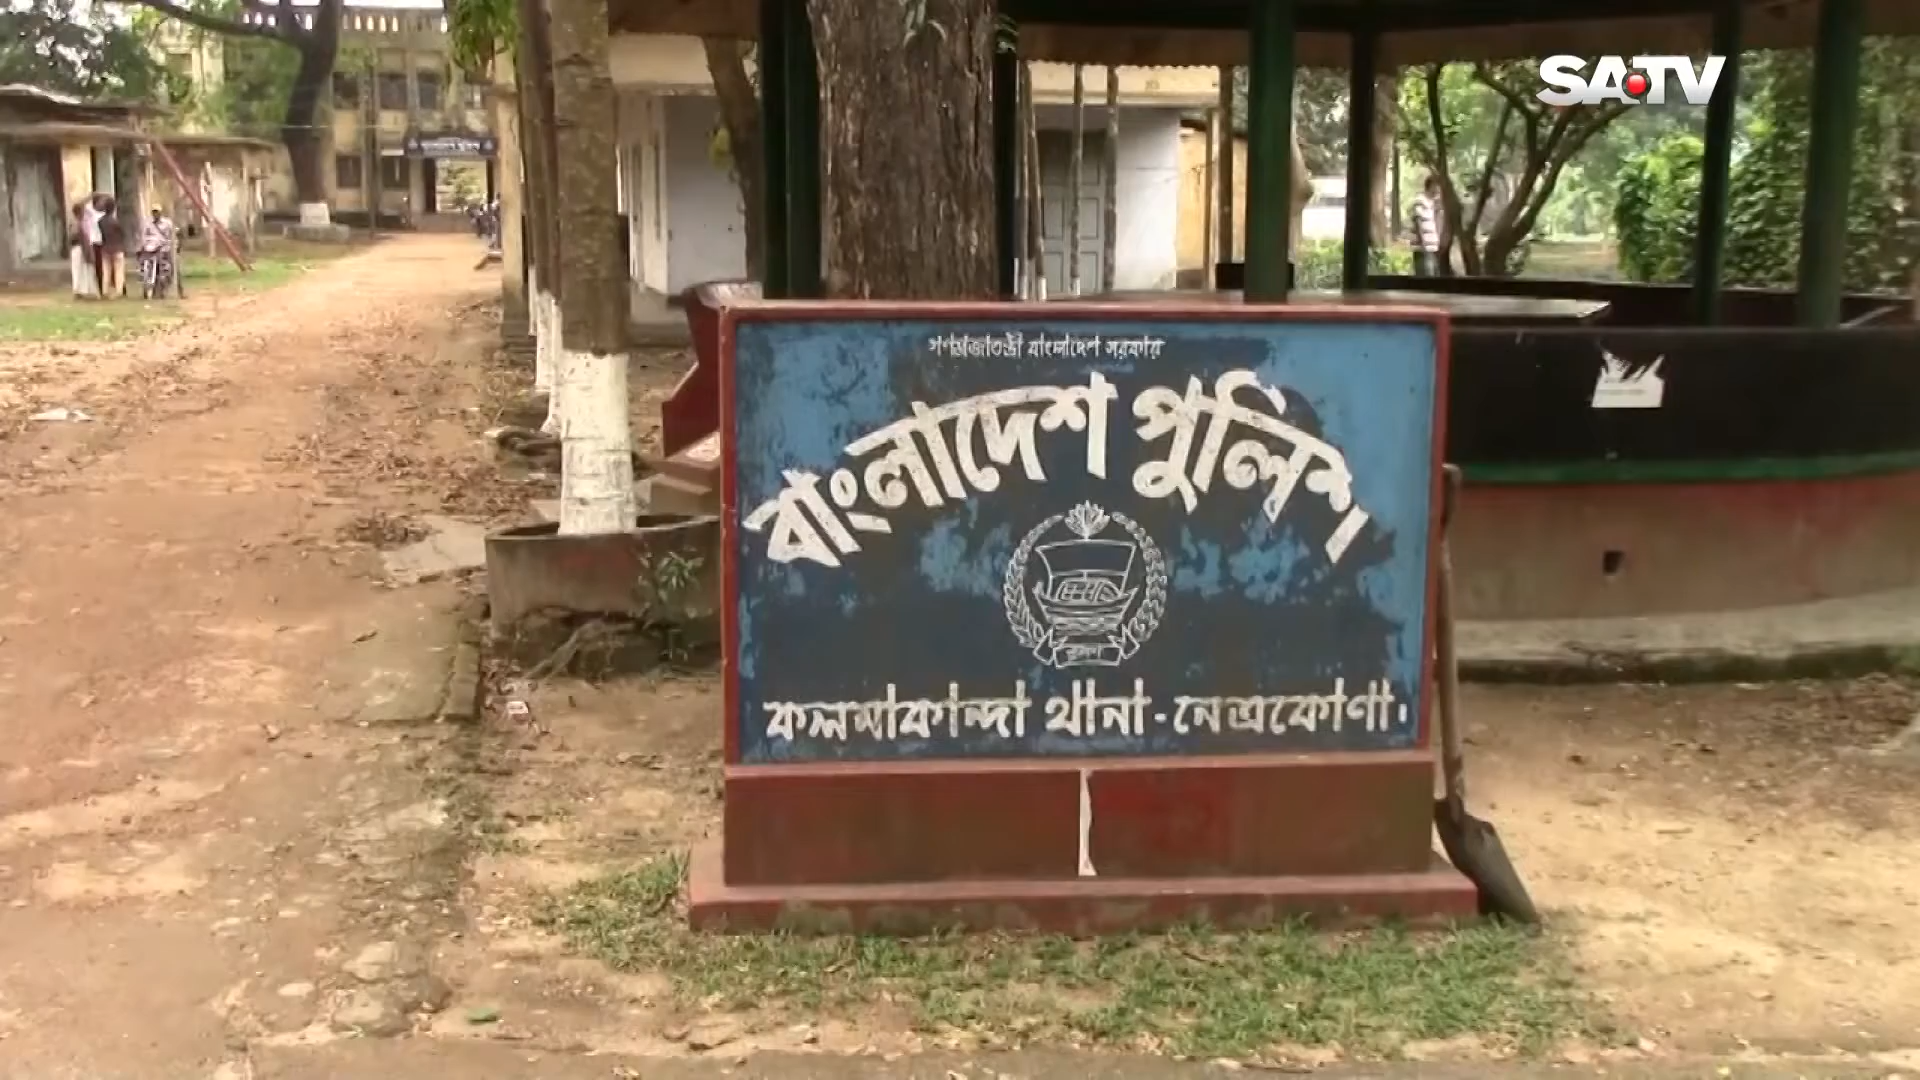 SATV
গণপ্রজাতন্ত্রী বাংলাদেশ সরকার
বাংলাদেশ পুলিশ
পুলিশ
কলমাকান্দা থানা - নেত্রকোণা।